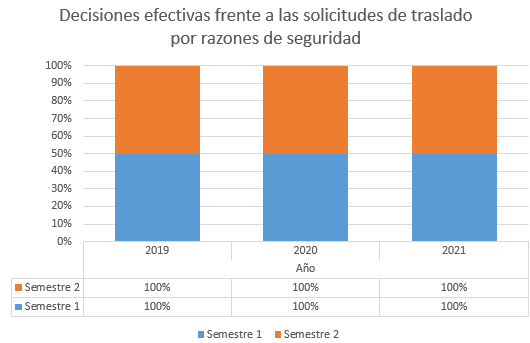 Decisiones efectivas frente a las solicitudes de traslado
por razones de seguridad
100%
90%
80%
70%
60%
50%
40%
30%
20%
10%
0%
2019 2020 2021
Año
Semestre 2 100% 100% 100%
Semestre 1 100% 100% 100%
Semestre 1 Semestre 2